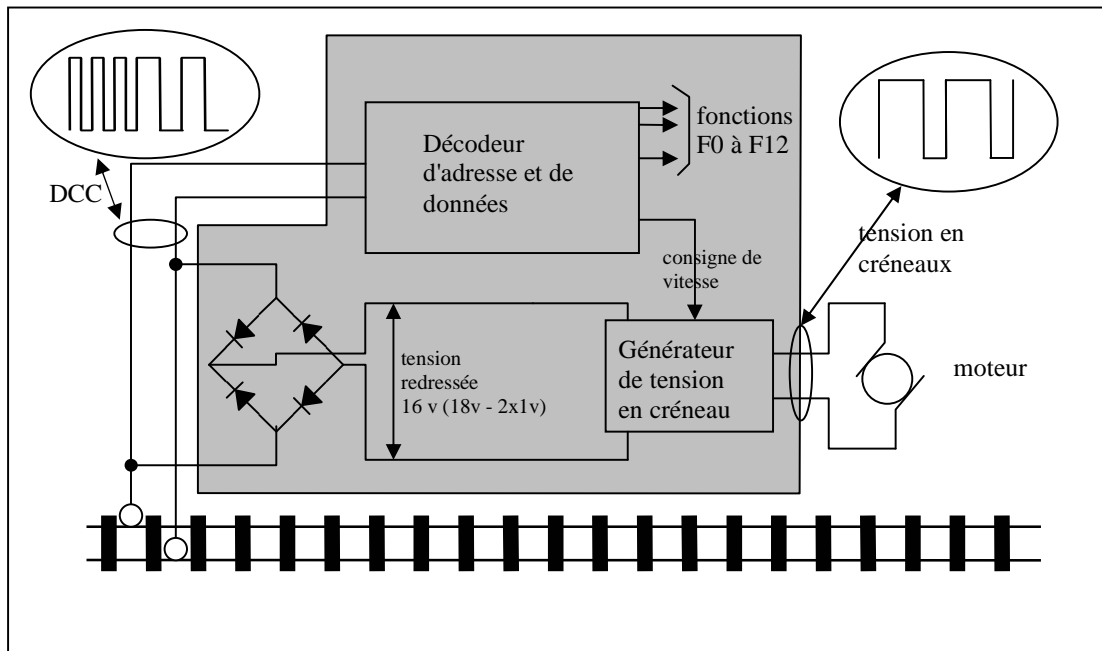 DCC
Décodeur
d'adresse et de
données
fonctions
F0 à F12
consigne de
vitesse
tension en
créneaux
tension
redressée
16 v (18v - 2x1v)
Générateur
de tension
en créneau
moteur